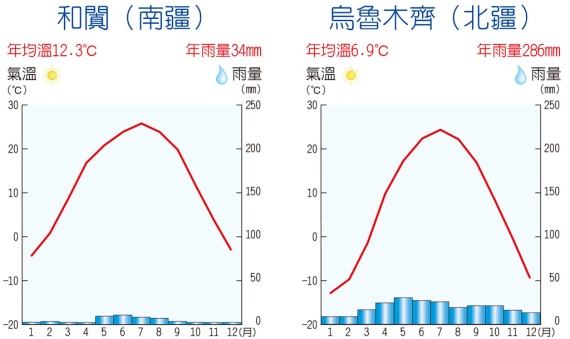 和闐（南疆）
年均溫12.3℃ 年雨量34mm
氣溫 雨量
(℃) (mm)
30 250
20 200
10 150
0 100
-10 50
-20 0
1 2 3 4 5 6 7 8 9 10 11 12(月)
烏魯木齊（北疆）
年均溫6.9℃ 年雨量286mm
氣溫 雨量
(℃) (mm)
30 250
20 200
10 150
0 100
-10 50
-20 0
1 2 3 4 5 6 7 8 9 10 11 12(月)